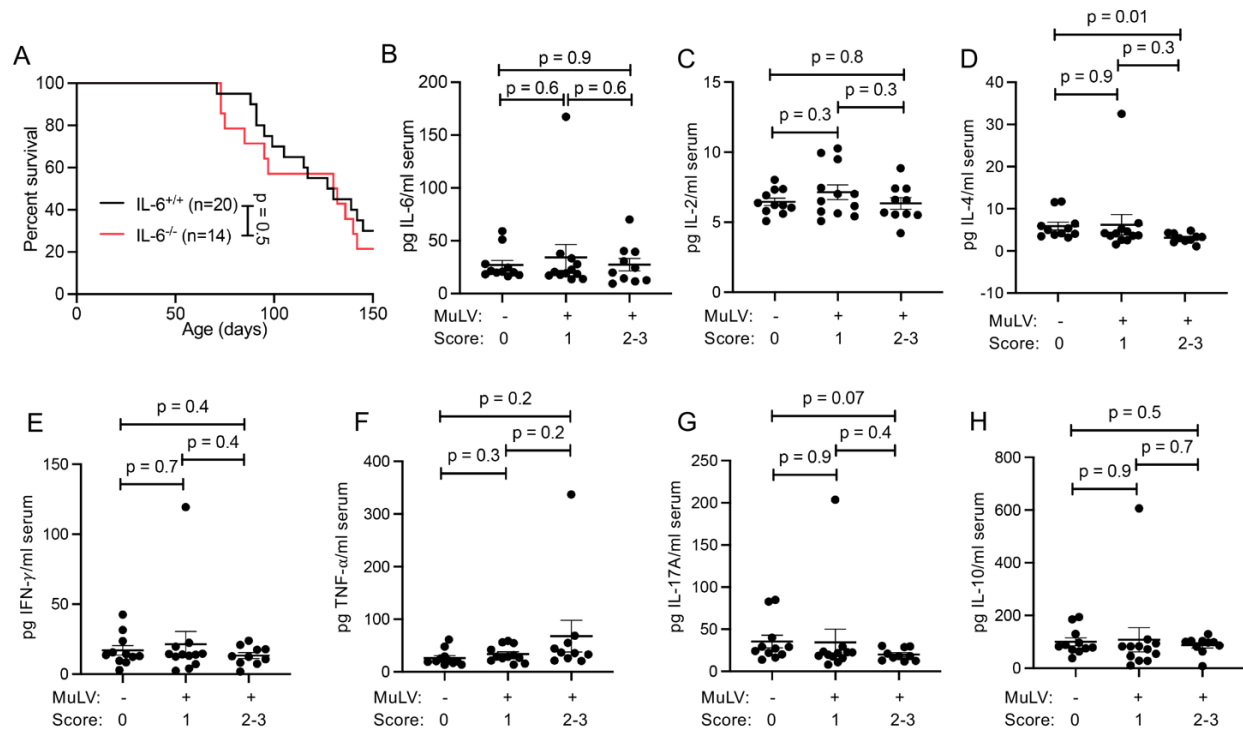 A
Percent survival
100
80
60
40
20
0
IL-6+/+ (n=20)
IL-6-/- (n=14)
p = 0.5
0 50 100 150
Age (days)
B
p = 0.9
p = 0.6 p = 0.6
pg IL-6/ml serum
200
150
100
50
0
MuLV: - + +
Score: 0 1 2-3
C
p = 0.8
p = 0.3
p = 0.3
pg IL-2/ml serum
15
10
5
0
MuLV: - + +
Score: 0 1 2-3
D
p = 0.01
p = 0.3
p = 0.9
pg IL-4/ml serum
40
30
20
10
0
-10
MuLV: - + +
Score: 0 1 2-3
E
p = 0.4
p = 0.4
p = 0.7
pg IFN-γ/ml serum
150
100
50
0
MuLV: - + +
Score: 0 1 2-3
F
p = 0.2
p = 0.2
p = 0.3
pg TNF-α/ml serum
400
300
200
100
0
MuLV: - + +
Score: 0 1 2-3
G
p = 0.07
p = 0.4
p = 0.9
pg IL-17A/ml serum
250
200
150
100
50
0
MuLV: - + +
Score: 0 1 2-3
H
p = 0.5
p = 0.7
p = 0.9
pg IL-10/ml serum
800
600
400
200
0
MuLV: - + +
Score: 0 1 2-3